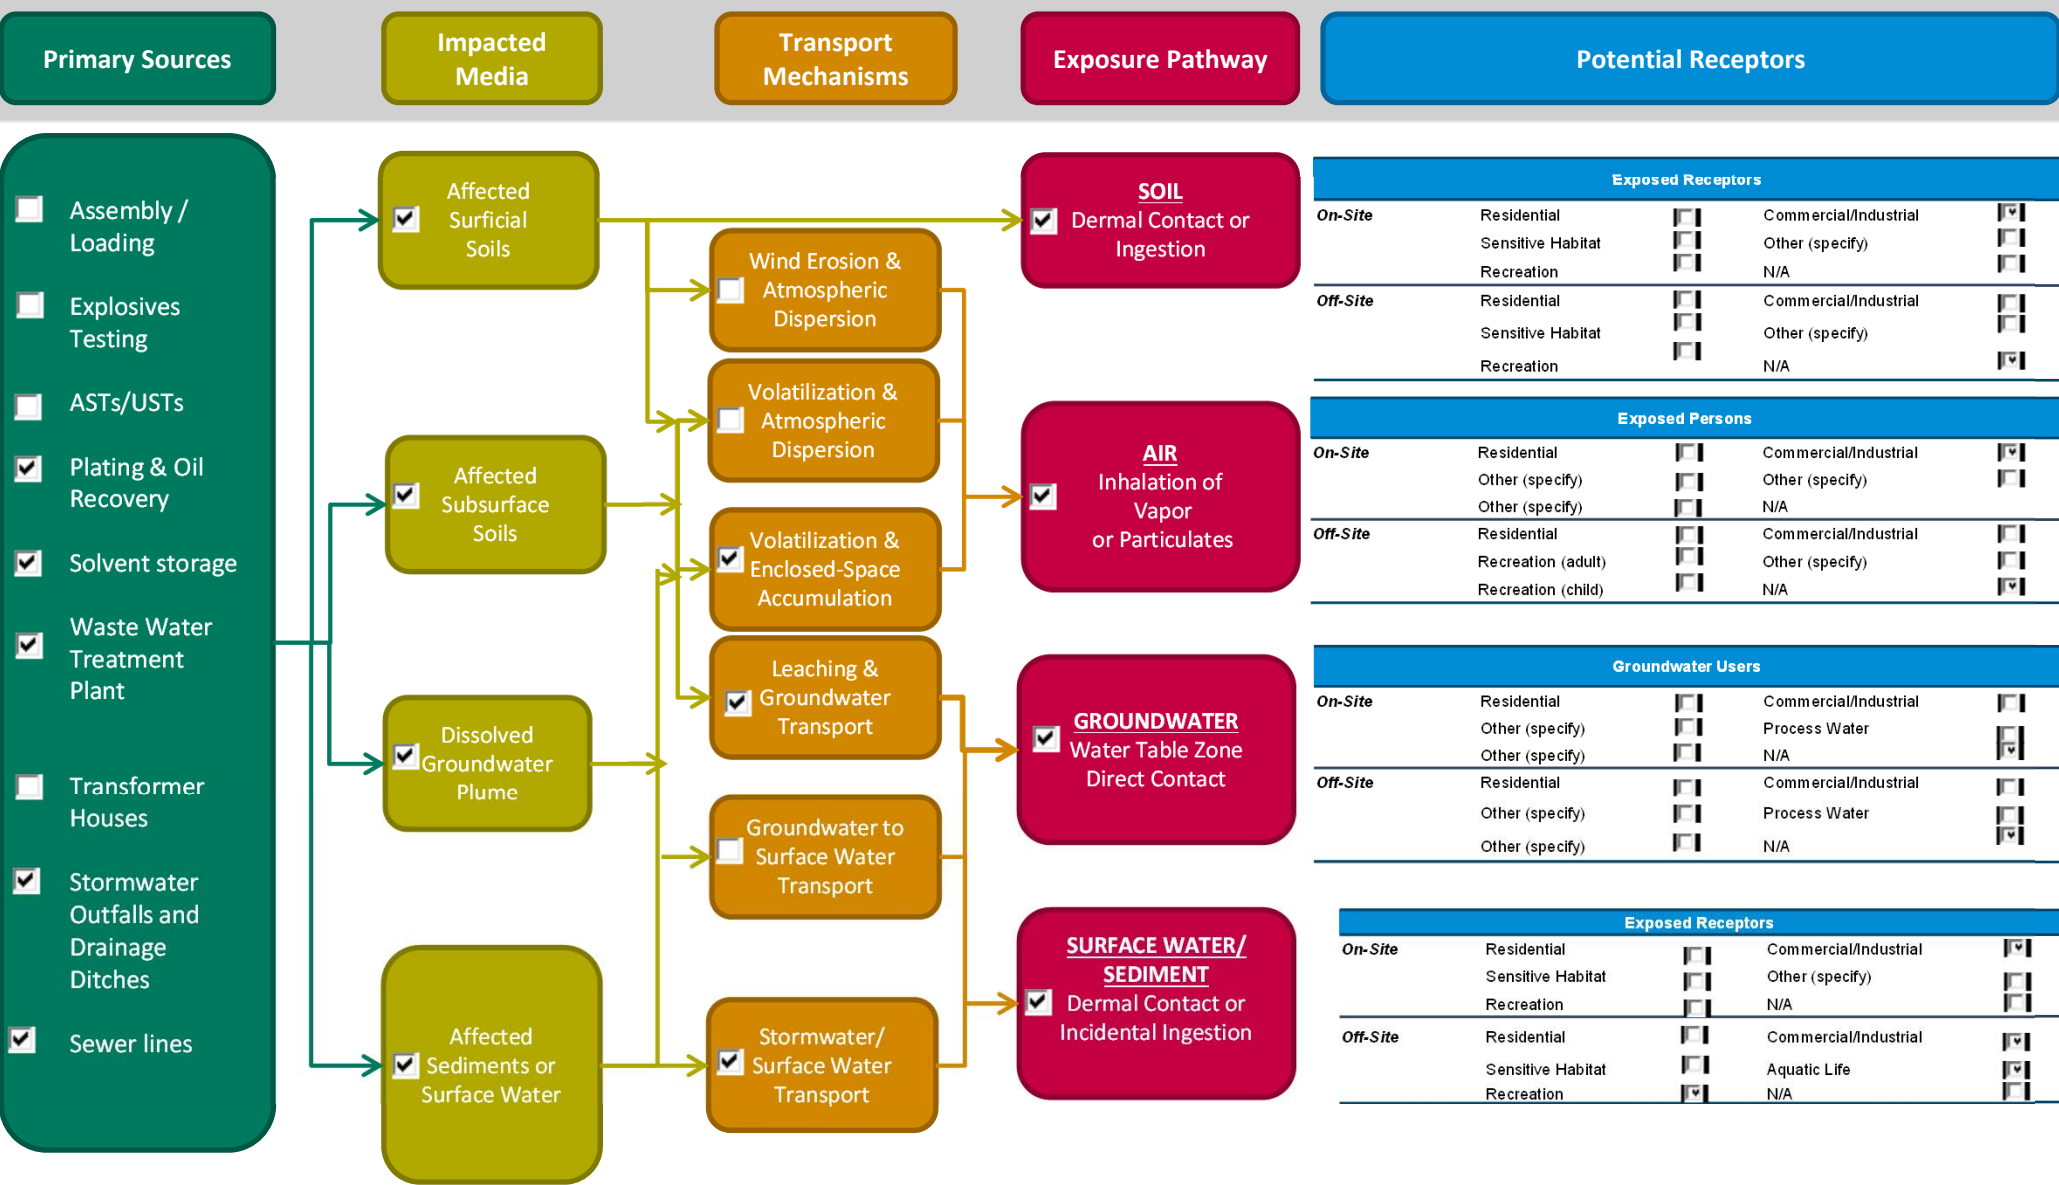 Primary Sources
Impacted
Media
Transport
Mechanisms
Exposure Pathway
Potential Receptors
Assembly /
Loading
Explosives
Testing
ASTs/USTs
Plating & Oil
Recovery
Solvent storage
Waste Water
Treatment
Plant
Transformer
Houses
Stormwater
Outfalls and
Drainage
Ditches
Sewer lines
Affected
Surficial
Soils
Affected
Subsurface
Soils
Dissolved
Groundwater
Plume
Affected
Sediments or
Surface Water
Wind Erosion &
Atmospheric
Dispersion
Volatilization &
Atmospheric
Dispersion
Volatilization &
Enclosed-Space
Accumulation
Leaching &
Groundwater
Transport
Groundwater to
Surface Water
Transport
Stormwater/
Surface Water
Transport
SOIL
Dermal Contact or
Ingestion
AIR
Inhalation of
Vapor
or Particulates
GROUNDWATER
Water Table Zone
Direct Contact
SURFACE WATER/
SEDIMENT
Dermal Contact or
Incidental Ingestion
Exposed Receptors
On-Site Residential Commercial/Industrial
Sensitive Habitat Other (specify)
Recreation N/A
Off-Site Residential Commercial/Industrial
Sensitive Habitat Other (specify)
Recreation N/A
Exposed Persons
On-Site Residential Commercial/Industrial
Other (specify) Other (specify)
Other (specify) N/A
Off-Site Residential Commercial/Industrial
Recreation (adult) Other (specify)
Recreation (child) N/A
Groundwater Users
On-Site Residential Commercial/Industrial
Other (specify) Process Water
Other (specify) N/A
Off-Site Residential Commercial/Industrial
Other (specify) Process Water
Other (specify) N/A
Exposed Receptors
On-Site Residential Commercial/Industrial
Sensitive Habitat Other (specify)
Recreation N/A
Off-Site Residential Commercial/Industrial
Sensitive Habitat Aquatic Life
Recreation N/A